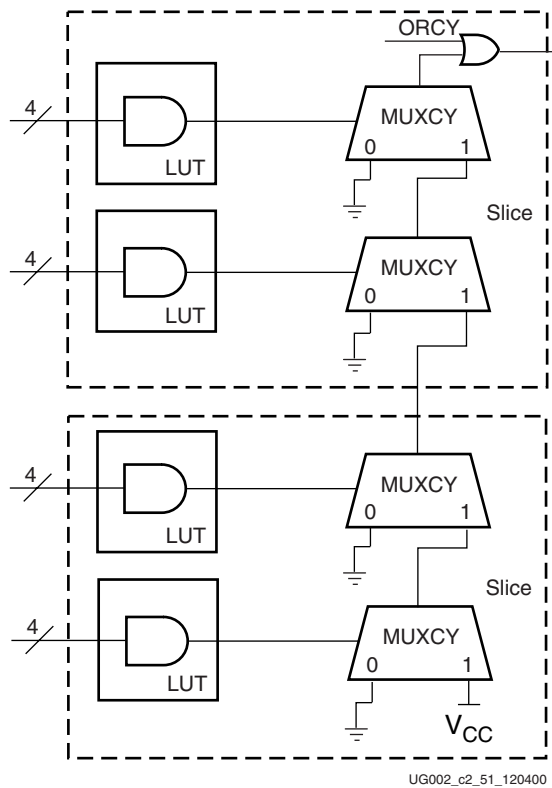 ORCY
4
MUXCY
0 1
LUT
Slice
4
MUXCY
0 1
LUT
4
MUXCY
0 1
LUT
Slice
4
MUXCY
0 1
LUT
VCC
UG002_c2_51_120400